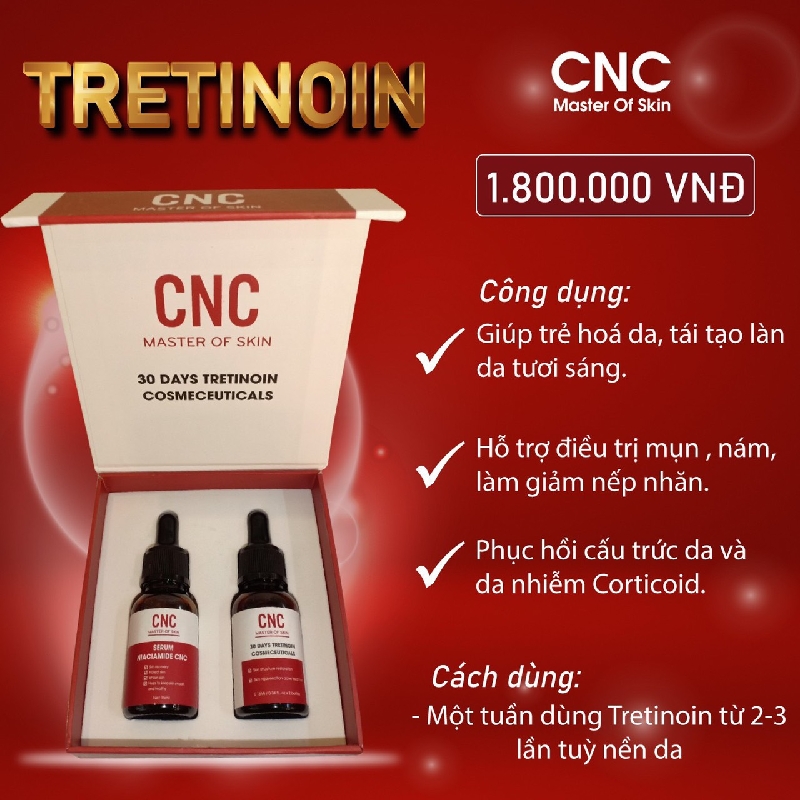 TRETINOIN
CNC
Master Of Skin
1.800.000 VNĐ
CNC
MASTER OF SKIN
CNC
MASTER OF SKIN
30 DAYS TRETINOIN
COSMECEUTICALS
Công dụng:
Giúp trẻ hoá da, tái tạo làn
da tươi sáng.
Hỗ trợ điều trị mụn , nám,
làm giảm nếp nhăn.
Phục hồi cấu trức da và
da nhiễm Corticoid.
CNC
MASTER OF SKIN
SERUM
NIACIAMIDE CNC
CNC
MASTER OF SKIN
30 DAYS TRETINOIN
COSMECEUTICALS
Cách dùng:
- Một tuần dùng Tretinoin từ 2-3
lần tuỳ nền da